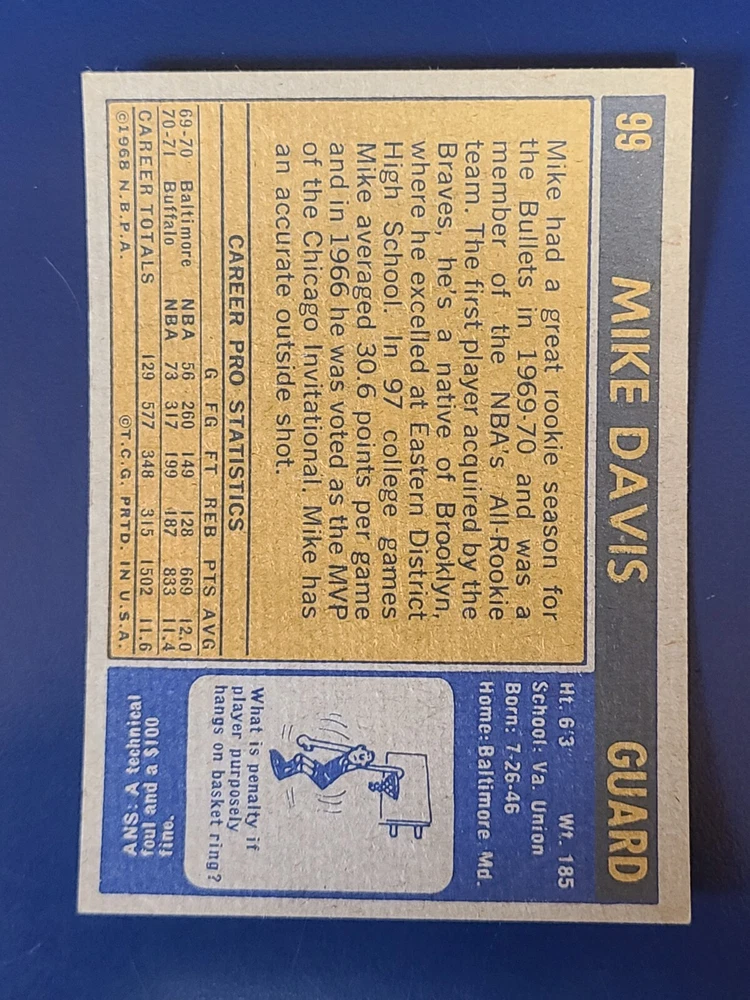 99 MIKE DAVIS GUARD
Mike had a great rookie season for
the Bullets in 1969-70 and was a
member of the NBA's All-Rookie
team. The first player acquired by the
Braves, he's a native of Brooklyn,
where he excelled at Eastern District
High School. In 97 college games
Mike averaged 30.6 points per game
and in 1966 he was voted as the MVP
of the Chicago Invitational. Mike has
an accurate outside shot.
CAREER PRO STATISTICS
G FG FT REB PTS AVG
69-70 Baltimore NBA 56 260 149 128 669 12.0
70-71 Buffalo NBA 73 317 199 187 833 11.4
CAREER TOTALS 129 577 348 315 1502 11.6
©1968 N.B.P.A. ©T.C.G. PRTD. IN U.S.A.
Ht. 6'3" Wt. 185
School: Va. Union
Born: 7-26-46
Home: Baltimore, Md.
What is penalty if
player purposely
hangs on basket ring?
ANS: A technical
foul and a $100
fine.